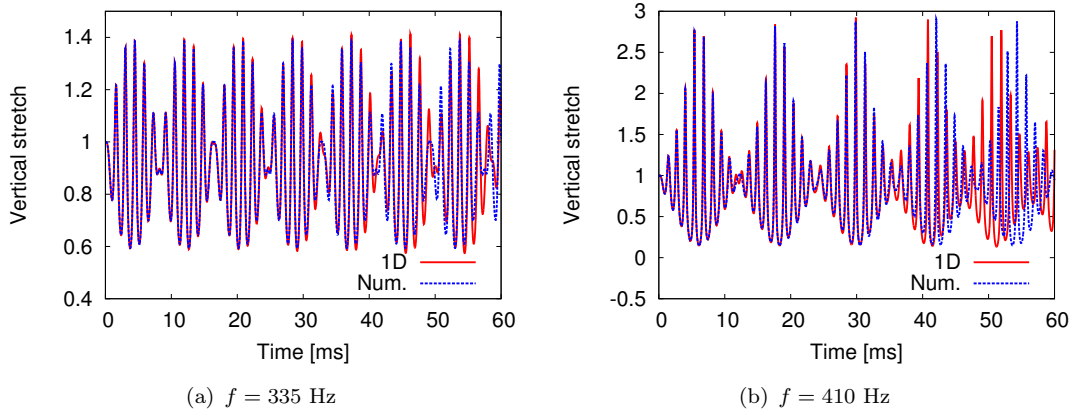 1.4
1.2
1
0.8
0.6
0.4
Vertical stretch
1D
Num.
0 10 20 30 40 50 60
Time [ms]
(a) f = 335 Hz
3
2.5
2
1.5
1
0.5
0
-0.5
Vertical stretch
1D
Num.
0 10 20 30 40 50 60
Time [ms]
(b) f = 410 Hz